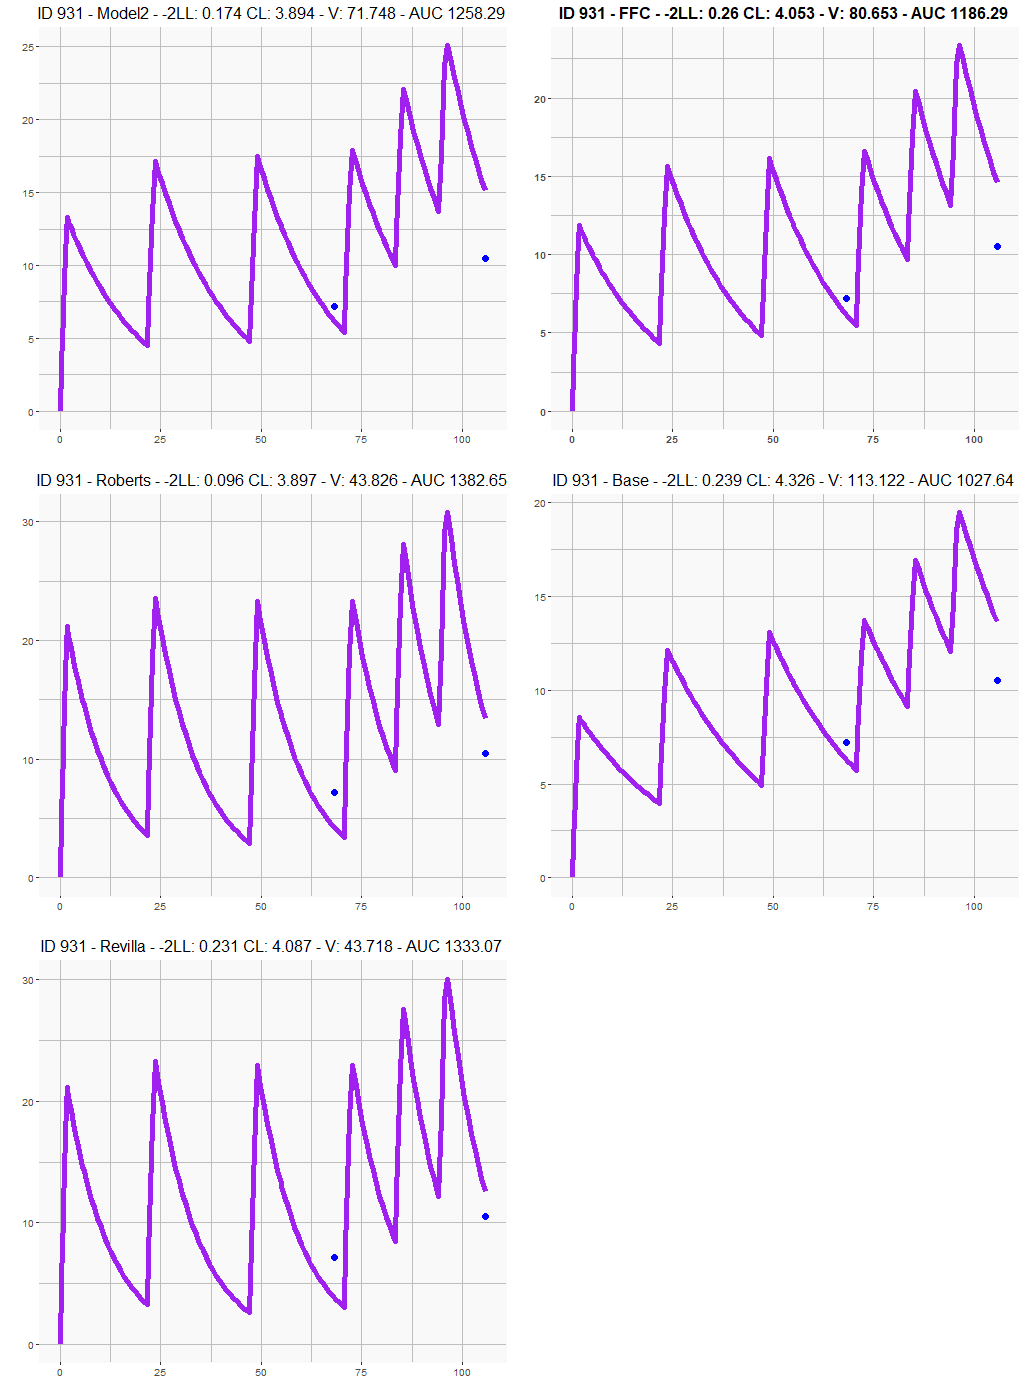 ID 931 - Model2 - -2LL: 0.174 CL: 3.894 - V: 71.748 - AUC 1258.29
25
20
15
10
5
0
0 25 50 75 100
ID 931 - FFC - -2LL: 0.26 CL: 4.053 - V: 80.653 - AUC 1186.29
20
15
10
5
0
0 25 50 75 100
ID 931 - Roberts - -2LL: 0.096 CL: 3.897 - V: 43.826 - AUC 1382.65
30
20
10
0
0 25 50 75 100
ID 931 - Base - -2LL: 0.239 CL: 4.326 - V: 113.122 - AUC 1027.64
20
15
10
5
0
0 25 50 75 100
ID 931 - Revilla - -2LL: 0.231 CL: 4.087 - V: 43.718 - AUC 1333.07
30
20
10
0
0 25 50 75 100